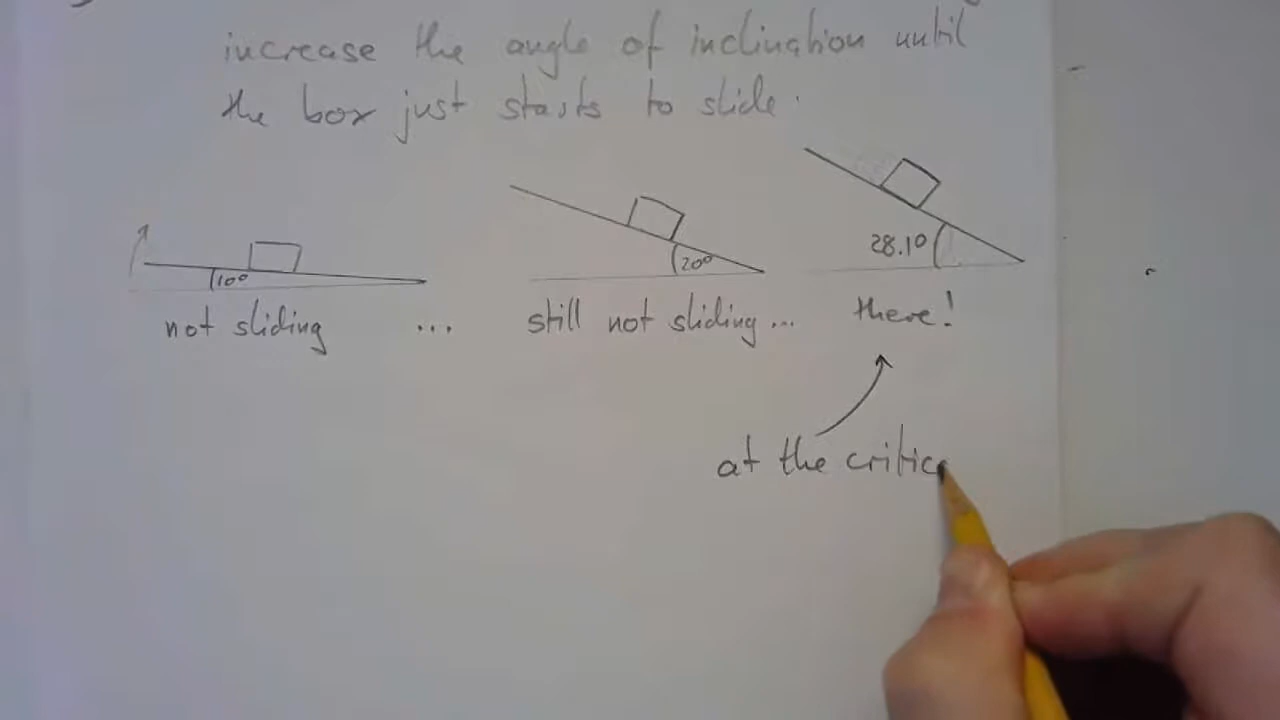 increase the angle of inclination until
the box just starts to slide.
10°
20°
28.1°
not sliding ... still not sliding... there!
at the critica